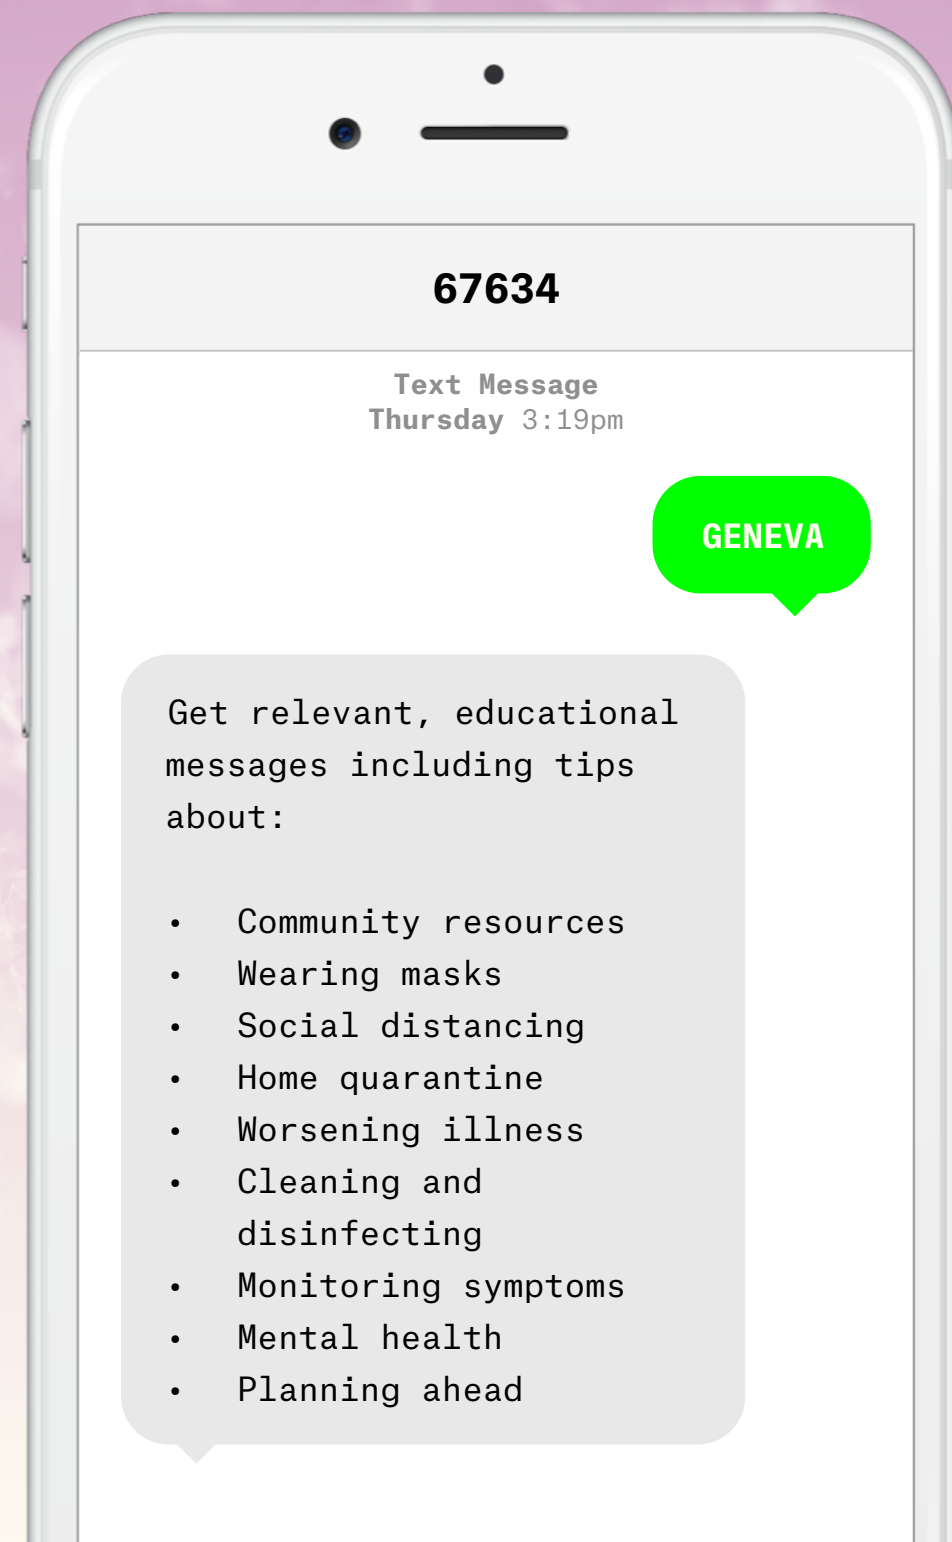 67634
Text Message
Thursday 3:19pm
GENEVA
Get relevant, educational
messages including tips
about:
• Community resources
• Wearing masks
• Social distancing
• Home quarantine
• Worsening illness
• Cleaning and
disinfecting
• Monitoring symptoms
• Mental health
• Planning ahead